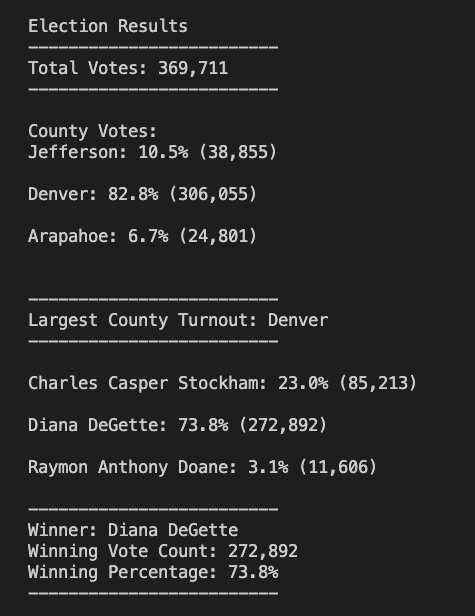 Election Results
-------------------------
Total Votes: 369,711
-------------------------
County Votes:
Jefferson: 10.5% (38,855)
Denver: 82.8% (306,055)
Arapahoe: 6.7% (24,801)
-------------------------
Largest County Turnout: Denver
-------------------------
Charles Casper Stockham: 23.0% (85,213)
Diana DeGette: 73.8% (272,892)
Raymon Anthony Doane: 3.1% (11,606)
-------------------------
Winner: Diana DeGette
Winning Vote Count: 272,892
Winning Percentage: 73.8%
-------------------------